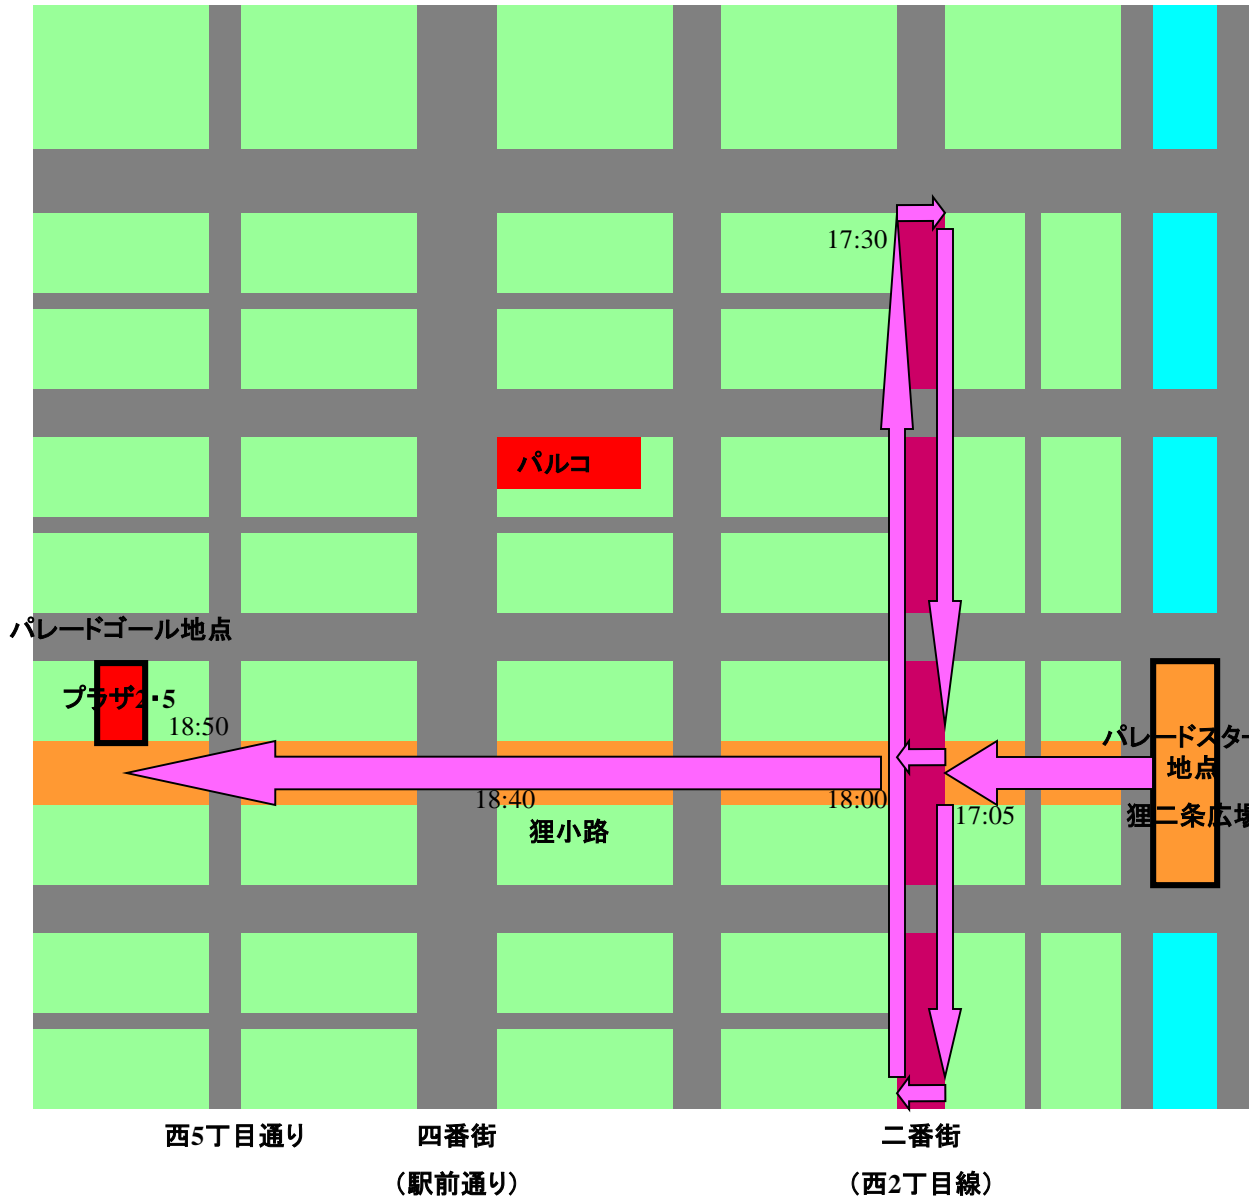 17:30
パルコ
パレードゴール地点
プラザ2・5
18:50
パレードスター
地点
狸二条広場
18:40
18:00
17:05
狸小路
西5丁目通り
四番街
二番街
（駅前通り）
（西2丁目線）